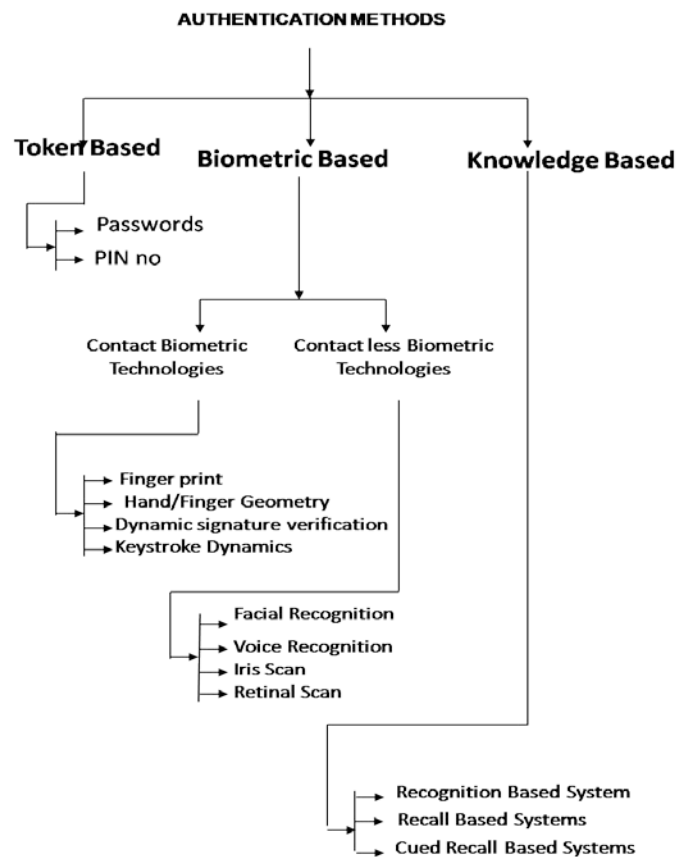 AUTHENTICATION METHODS
Token Based
Biometric Based
Knowledge Based
Passwords
PIN no
Contact Biometric
Technologies
Contact less Biometric
Technologies
Finger print
Hand/Finger Geometry
Dynamic signature verification
Keystroke Dynamics
Facial Recognition
Voice Recognition
Iris Scan
Retinal Scan
Recognition Based System
Recall Based Systems
Cued Recall Based Systems